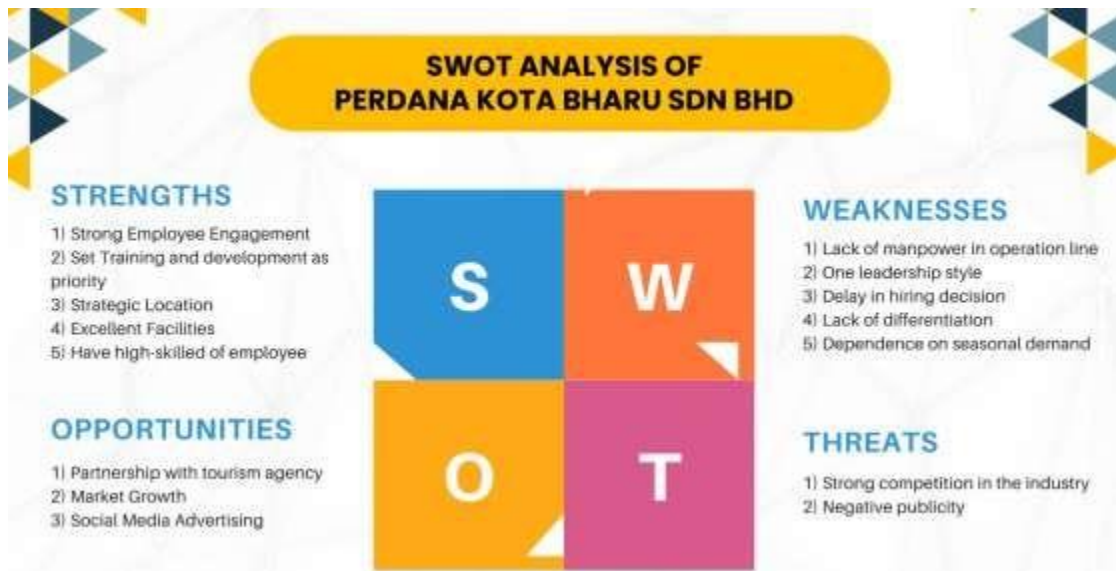 SWOT ANALYSIS OF
PERDANA KOTA BHARU SDN BHD
STRENGTHS
1) Strong Employee Engagement
2) Set Training and development as
priority
3) Strategic Location
4) Excellent Facilities
5) Have high-skilled of employee
S
W
WEAKNESSES
1) Lack of manpower in operation line
2) One leadership style
3) Delay in hiring decision
4) Lack of differentiation
5) Dependence on seasonal demand
OPPORTUNITIES
1) Partnership with tourism agency
2) Market Growth
3) Social Media Advertising
O
T
THREATS
1) Strong competition in the industry
2) Negative publicity